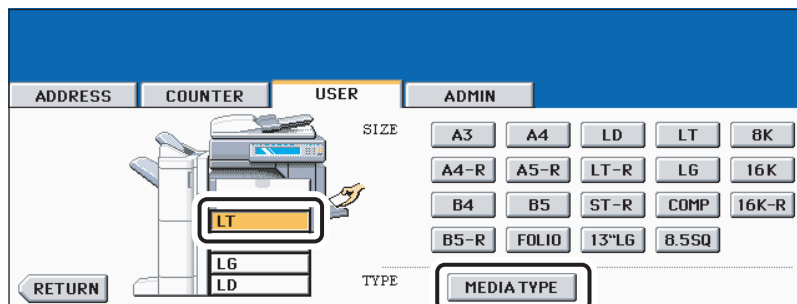 ADDRESS COUNTER USER ADMIN
SIZE A3 A4 LD LT 8K
A4-R A5-R LT-R LG 16K
B4 B5 ST-R COMP 16K-R
LT
B5-R FOLIO 13"LG 8.5SQ
LG
LD
TYPE MEDIA TYPE
RETURN